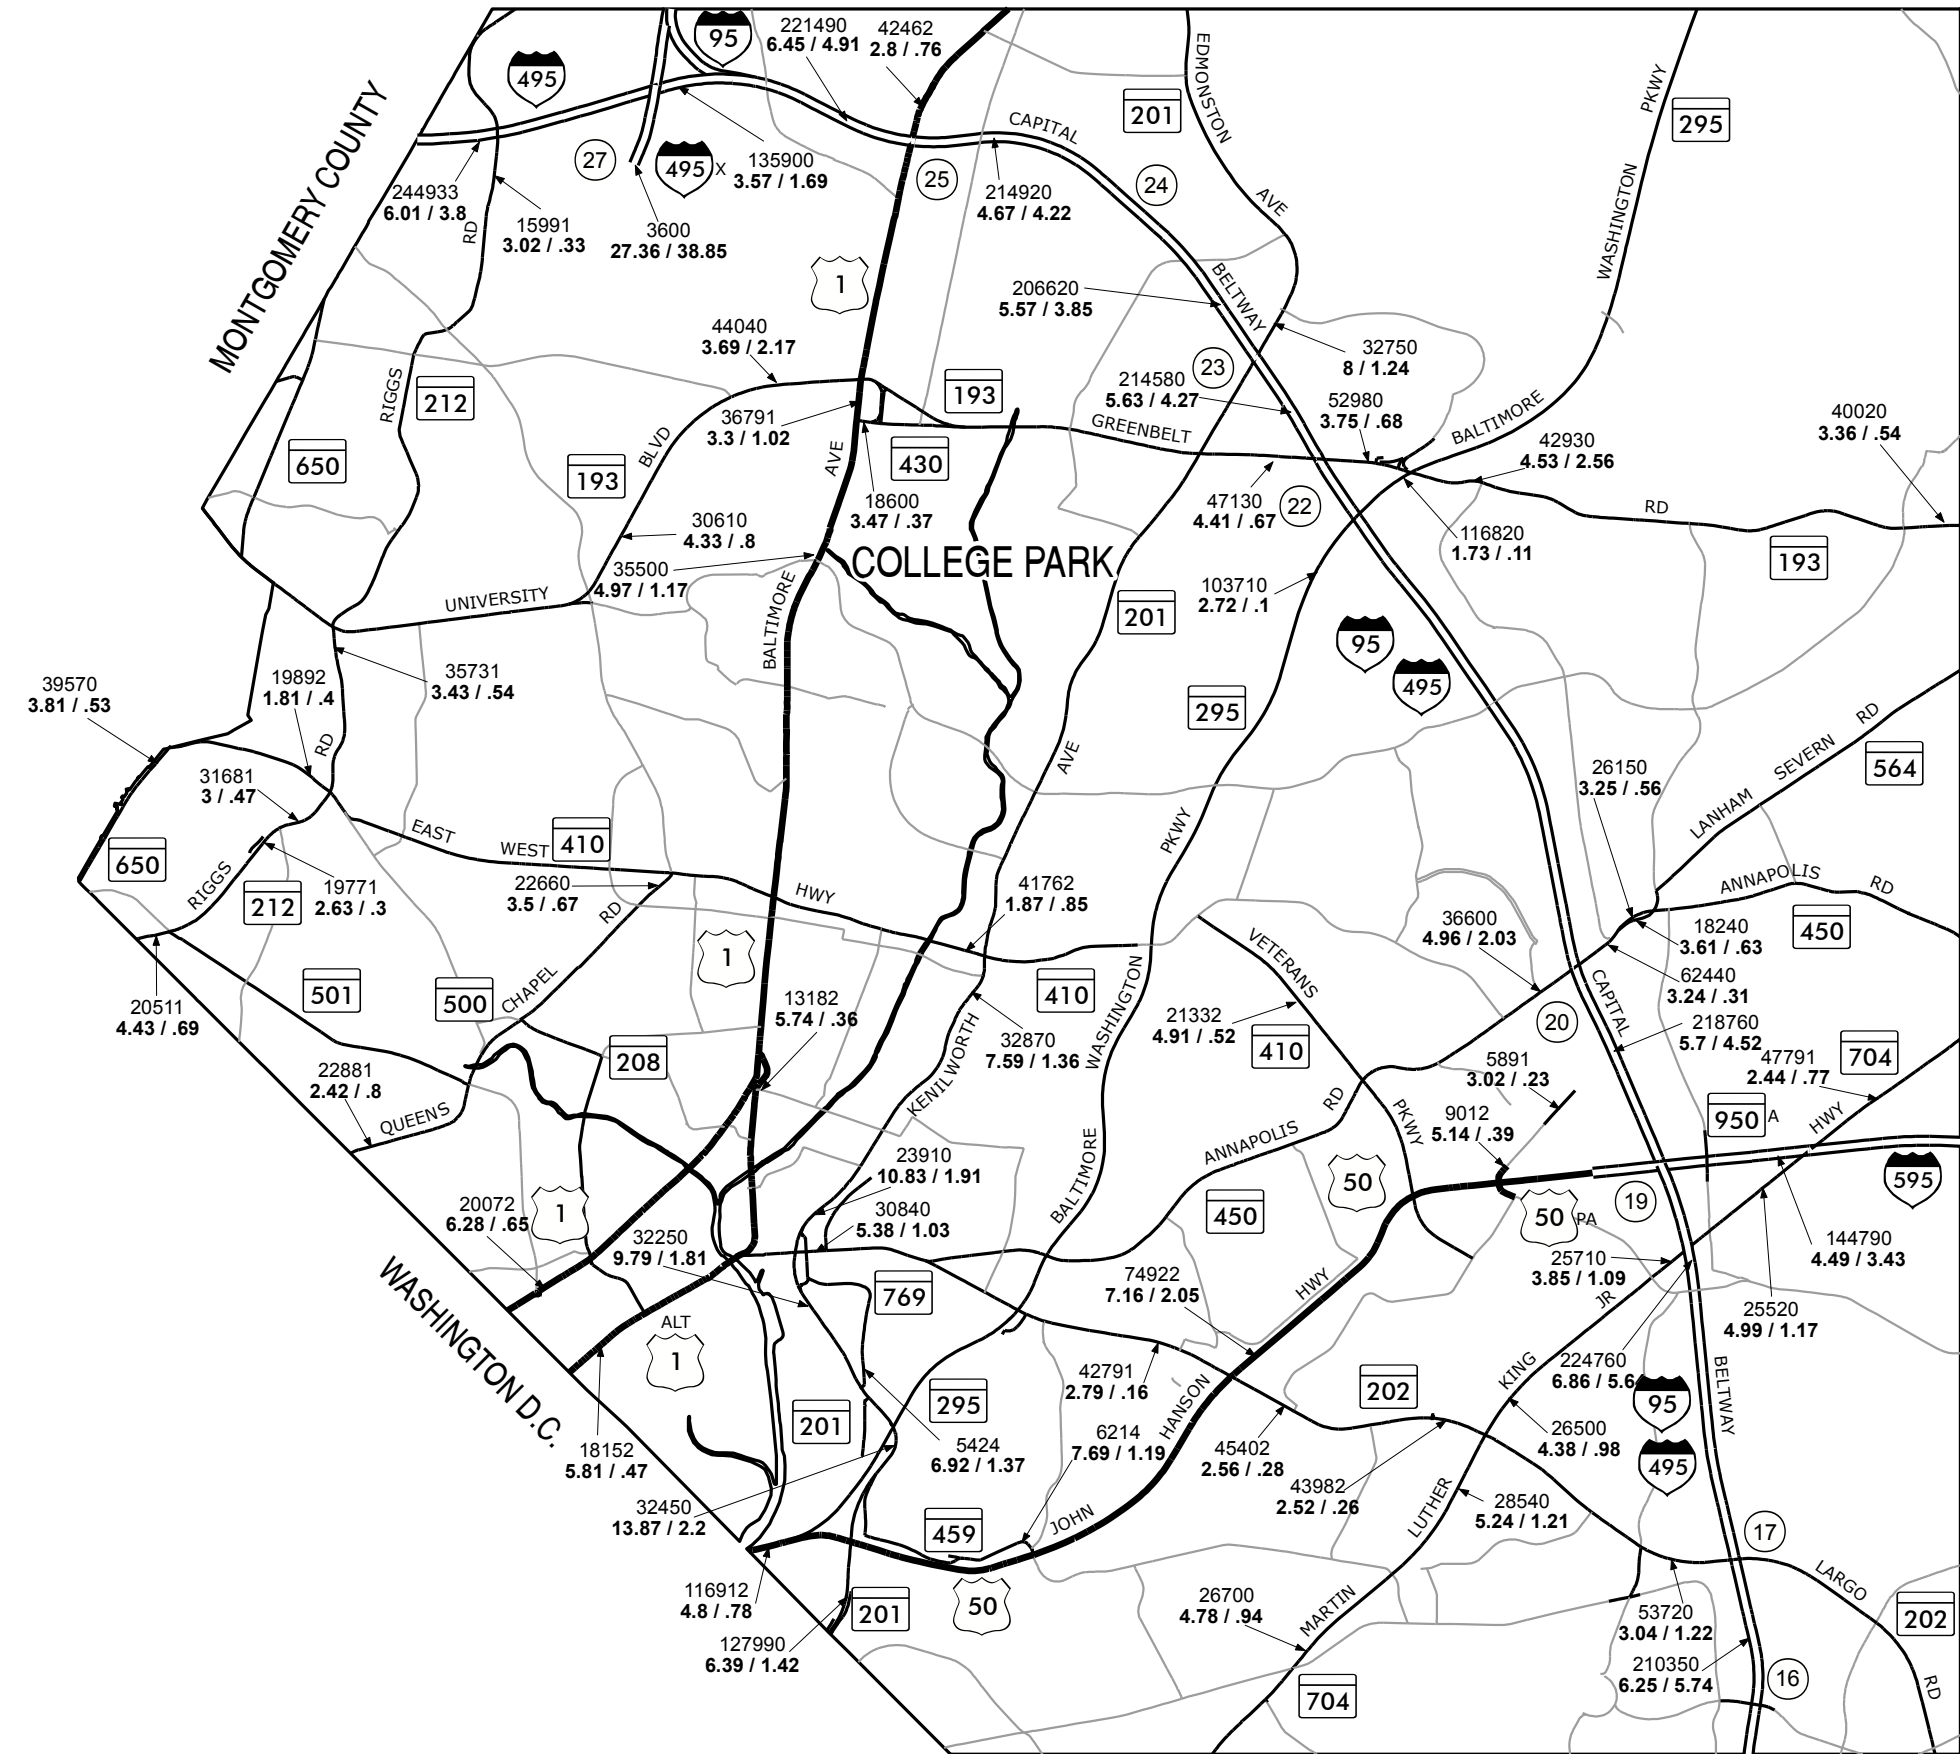 95
221490
6.45 / 4.91
42462
2.8 / .76
495
EDMONSTON
AVE
201
PKWY
295
CAPITAL
MONTGOMERY COUNTY
27
495 X
135900
3.57 / 1.69
25
24
244933
6.01 / 3.8
RD
15991
3.02 / .33
3600
27.36 / 38.85
214920
4.67 / 4.22
WASHINGTON
1
206620
5.57 / 3.85
BELTWAY
44040
3.69 / 2.17
32750
8 / 1.24
23
214580
5.63 / 4.27
RIGGS
212
193
36791
3.3 / 1.02
GREENBELT
52980
3.75 / .68
BALTIMORE
40020
3.36 / .54
42930
4.53 / 2.56
650
BLVD
193
AVE
430
18600
3.47 / .37
47130
4.41 / .67
22
RD
30610
4.33 / .8
116820
1.73 / .11
193
COLLEGE PARK
35500
4.97 / 1.17
103710
2.72 / .1
UNIVERSITY
BALTIMORE
201
95
495
39570
3.81 / .53
19892
1.81 / .4
35731
3.43 / .54
295
RD
AVE
RD
SEVERN
564
31681
3 / .47
26150
3.25 / .56
LANHAM
EAST
WEST
410
PKWY
650
RIGGS
212
19771
2.63 / .3
22660
3.5 / .67
RD
HWY
41762
1.87 / .85
ANNAPOLIS
RD
36600
4.96 / 2.03
18240
3.61 / .63
450
1
VETERANS
501
500
CHAPEL
20511
4.43 / .69
13182
5.74 / .36
410
WASHINGTON
62440
3.24 / .31
CAPITAL
21332
4.91 / .52
20
218760
5.7 / 4.52
208
KENILWORTH
32870
7.59 / 1.36
410
5891
3.02 / .23
47791
2.44 / .77
704
22881
2.42 / .8
QUEENS
RD
PKWY
9012
5.14 / .39
950 A
HWY
ANNAPOLIS
BALTIMORE
23910
10.83 / 1.91
50
595
20072
6.28 / .65
1
30840
5.38 / 1.03
450
50 PA
19
32250
9.79 / 1.81
144790
4.49 / 3.43
25710
3.85 / 1.09
WASHINGTON D.C.
769
74922
7.16 / 2.05
HWY
JR
25520
4.99 / 1.17
ALT
1
42791
2.79 / .16
202
KING
224760
6.86 / 5.6
BELTWAY
95
295
201
HANSON
18152
5.81 / .47
5424
6.92 / 1.37
6214
7.69 / 1.19
45402
2.56 / .28
26500
4.38 / .98
495
43982
2.52 / .26
32450
13.87 / 2.2
LUTHER
28540
5.24 / 1.21
459
JOHN
17
116912
4.8 / .78
201
50
26700
4.78 / .94
MARTIN
LARGO
53720
3.04 / 1.22
202
127990
6.39 / 1.42
210350
6.25 / 5.74
16
704
RD